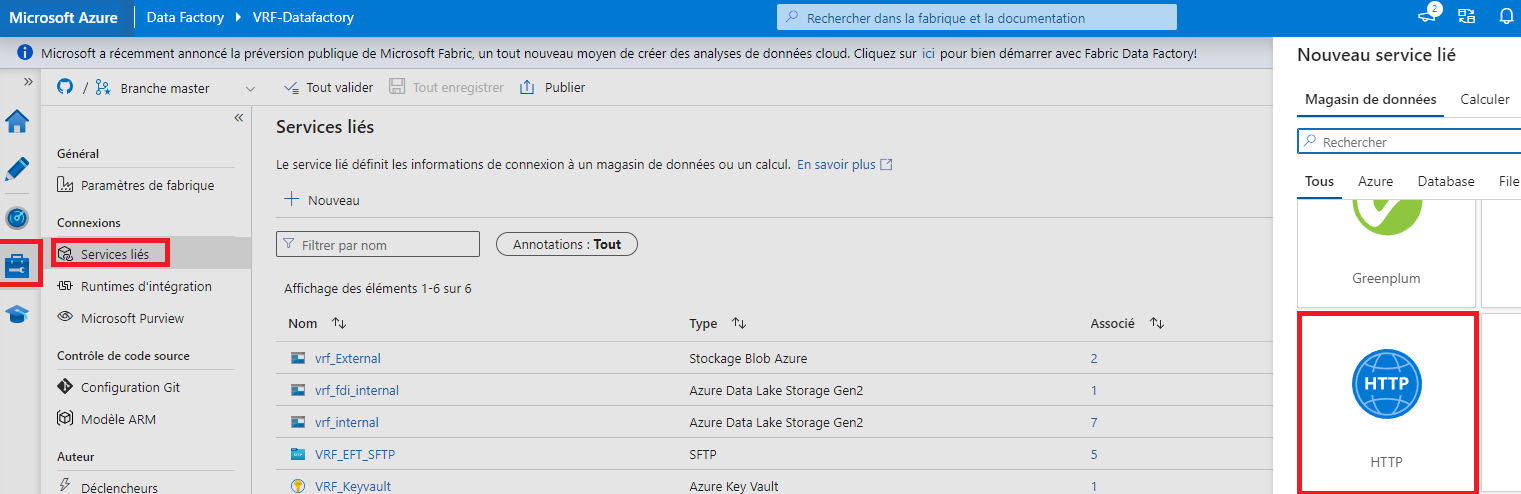 Microsoft Azure
Data Factory
VRF-Datafactory
Rechercher dans la fabrique et la documentation
2
Microsoft a récemment annoncé la préversion publique de Microsoft Fabric, un tout nouveau moyen de créer des analyses de données cloud. Cliquez sur ici pour bien démarrer avec Fabric Data Factory!
/ Branche master
Tout valider
Tout enregistrer
Publier
Général
Paramètres de fabrique
Connexions
Services liés
Runtimes d'intégration
Microsoft Purview
Contrôle de code source
Configuration Git
Modèle ARM
Auteur
Déclencheurs
Services liés
Le service lié définit les informations de connexion à un magasin de données ou un calcul. En savoir plus
Nouveau
Filtrer par nom
Annotations : Tout
Affichage des éléments 1-6 sur 6
Nom Type Associé
vrf_External Stockage Blob Azure 2
vrf_fdi_internal Azure Data Lake Storage Gen2 1
vrf_internal Azure Data Lake Storage Gen2 7
VRF_EFT_SFTP SFTP 5
VRF_Keyvault Azure Key Vault 1
Nouveau service lié
Magasin de données Calculer
Rechercher
Tous Azure Database File
Greenplum
HTTP
HTTP